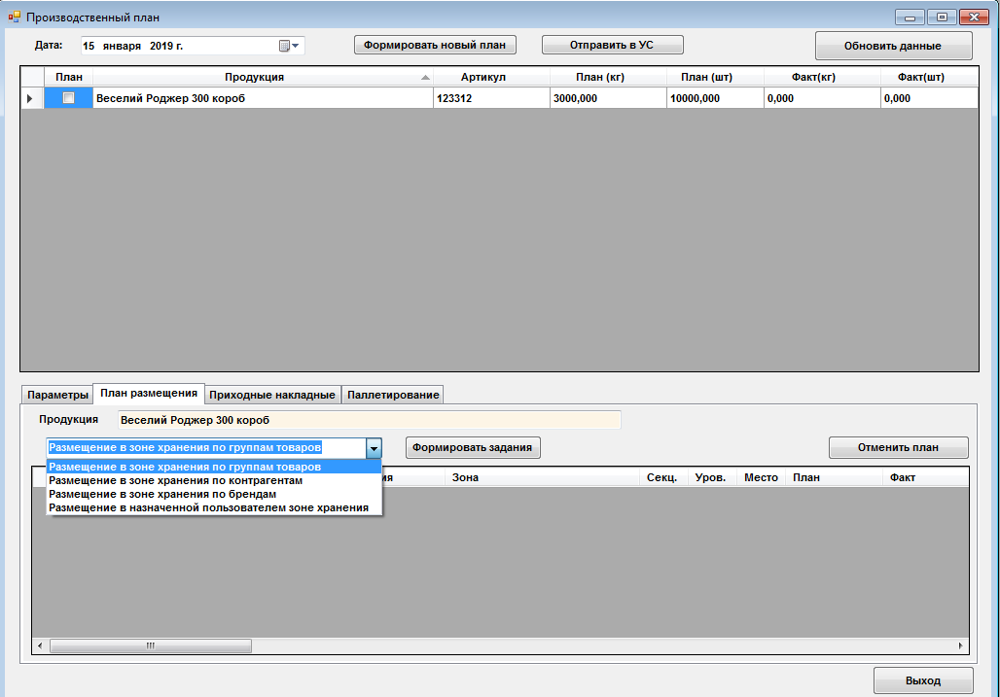 Производственный план
Дата: 15 января 2019 г. Формировать новый план Отправить в УС Обновить данные
План Продукция Артикул План (кг) План (шт) Факт(кг) Факт(шт)
Веселий Роджер 300 короб 123312 3000,000 10000,000 0,000 0,000
Параметры План размещения Приходные накладные Паллетирование
Продукция Веселий Роджер 300 короб
Размещение в зоне хранения по группам товаров Формировать задания Отменить план
Размещение в зоне хранения по группам товаров
Размещение в зоне хранения по контрагентам
Размещение в зоне хранения по брендам
Размещение в назначенной пользователем зоне хранения
ия Зона Секц. Уров. Место План Факт
Выход